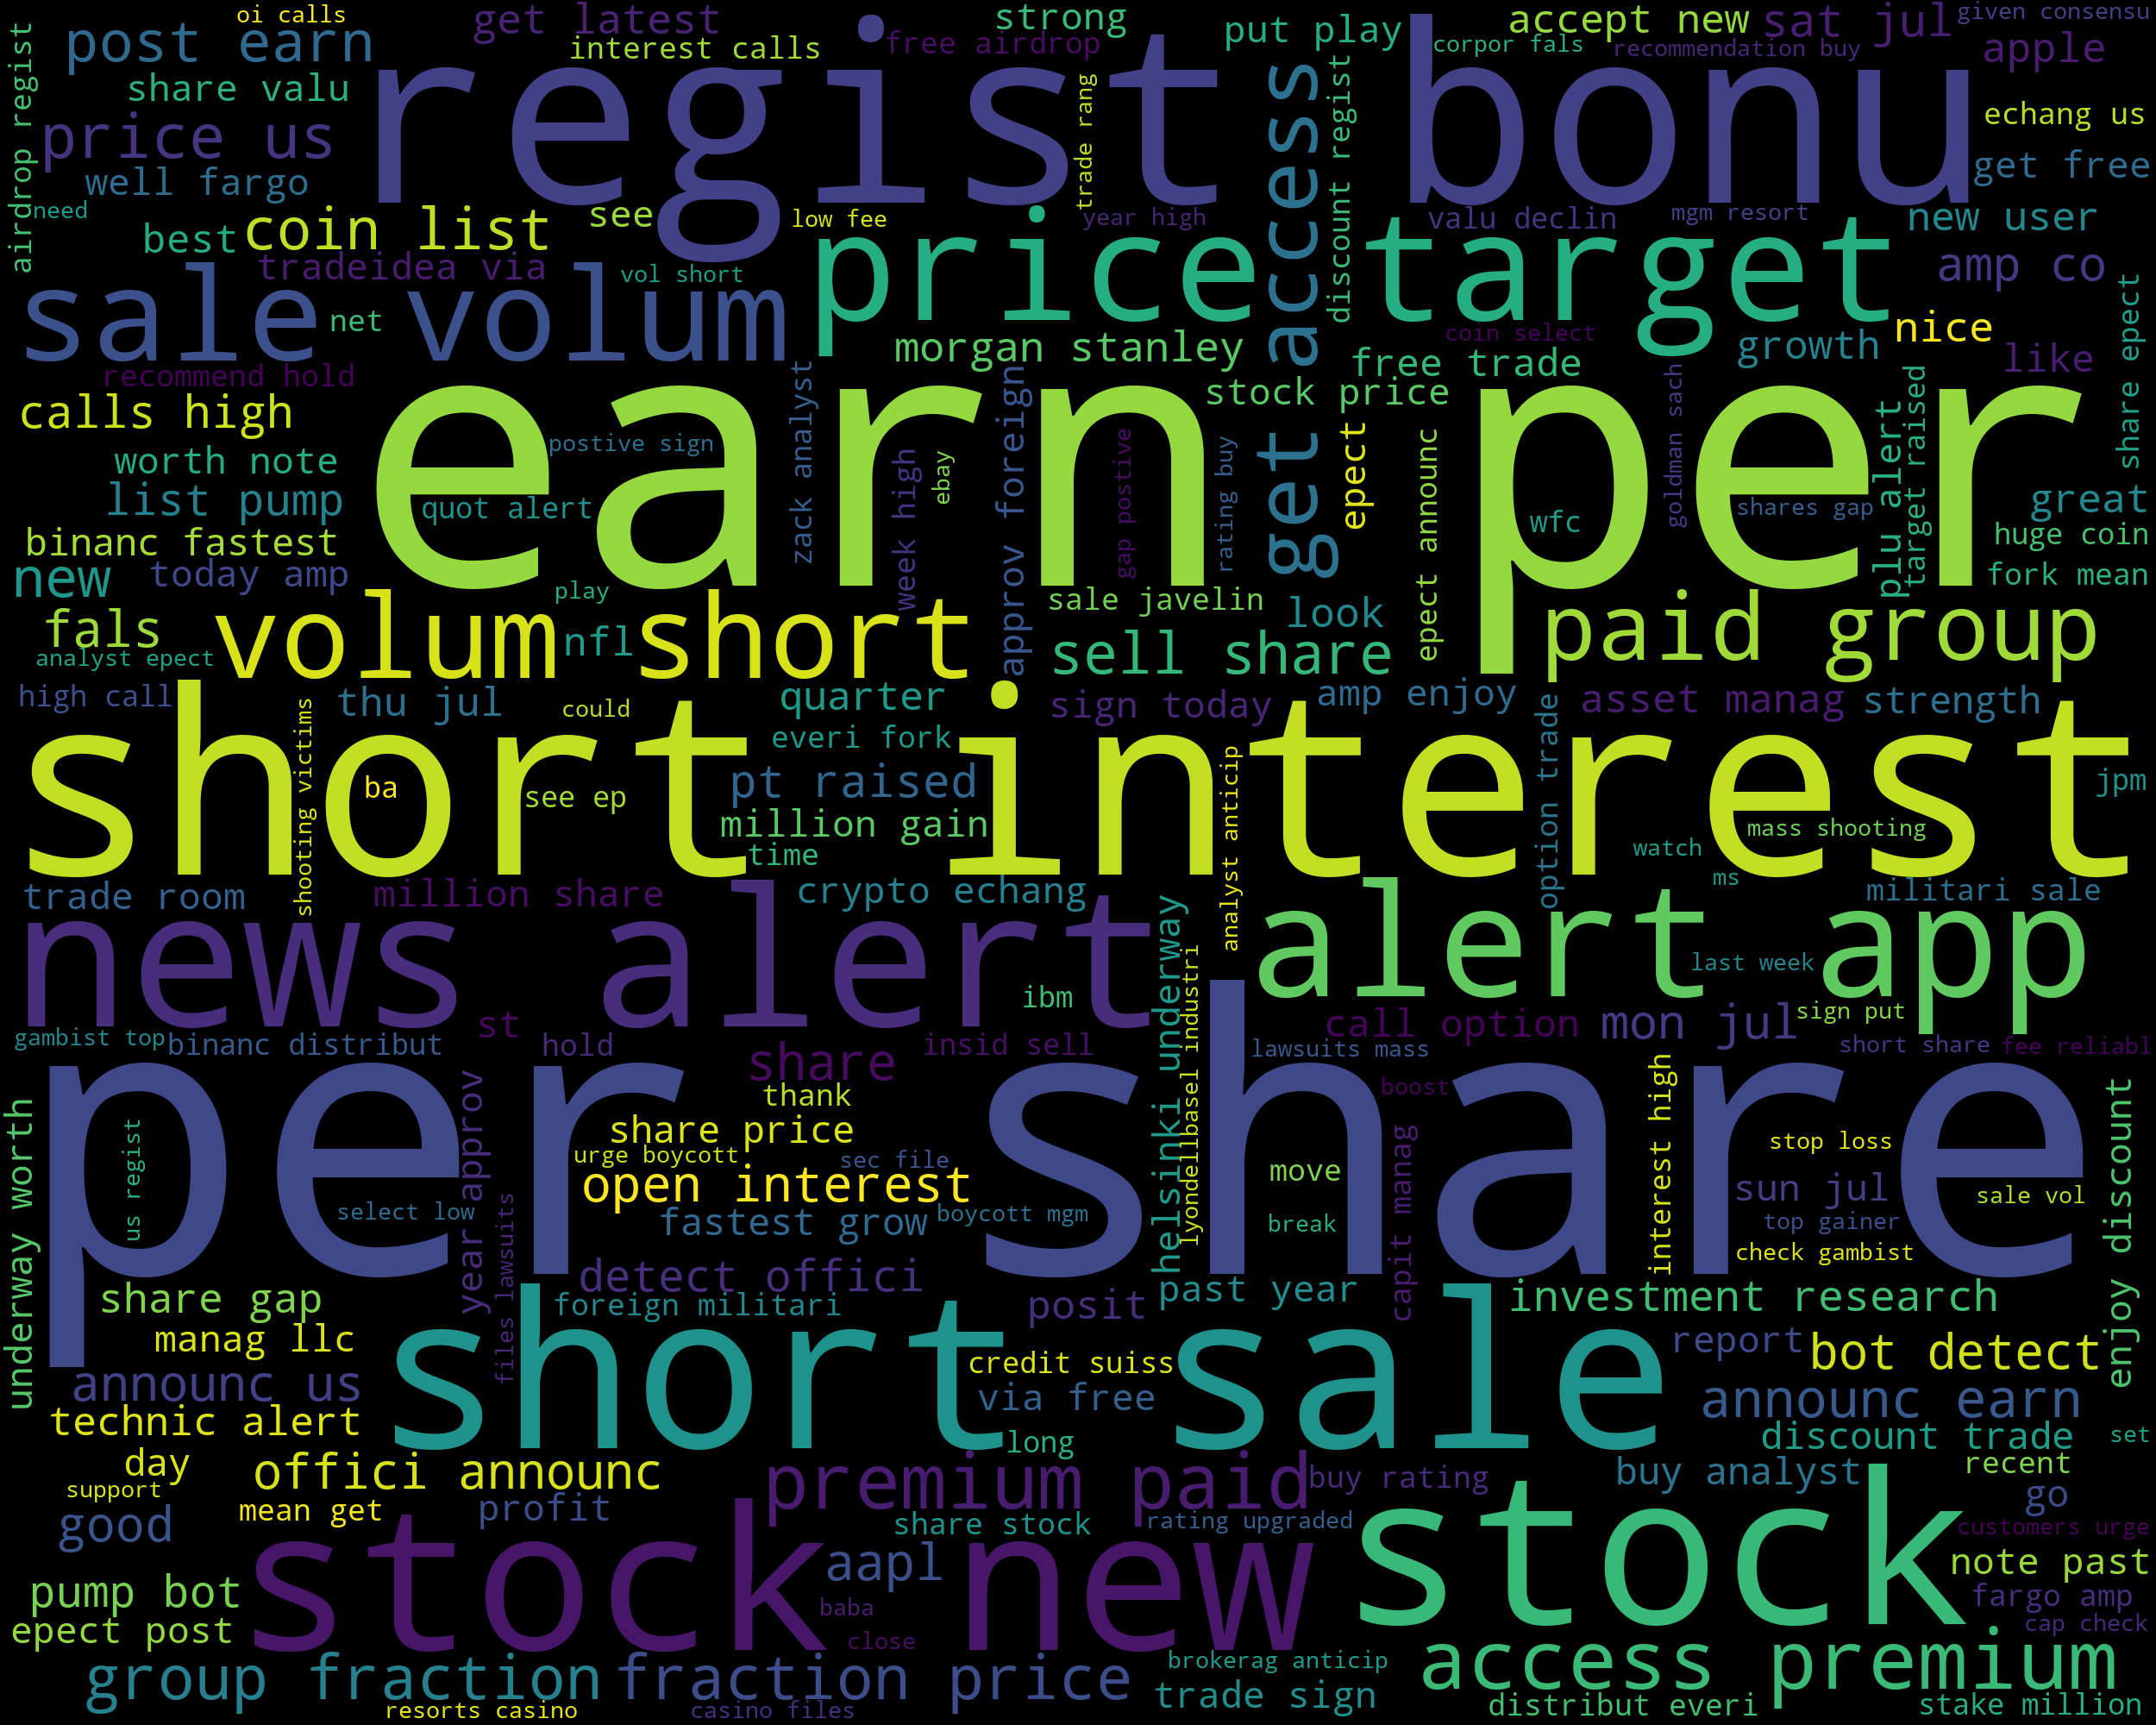 oi calls
get latest
strong
accept new
sat jul
given consensu
post earn
interest calls
free airdrop
put play
corpor fals
recommendation buy
apple
regist
bonu
share valu
airdrop regist
trade rang
access
get
discount regist
echang us
price us
well fargo
get free
need
coin list
see
low fee
year high
valu declin
mgm resort
new user
best
tradeidea via
vol short
price target
amp co
sale volum
net
morgan stanley
coin select
growth
nice
share epect
recommend hold
zack analyst
approv foreign
free trade
like
calls high
earn
per
stock price
goldman sach
plu alert
target raised
postive sign
week high
ebay
gap postive
rating buy
epect
epect announc
worth note
list pump
quot alert
wfc
shares gap
great
binanc fastest
huge coin
new
today amp
play
sale javelin
look
fork mean
fals
volum short
nfl
sell share
paid group
analyst epect
high call
thu jul
could
quarter
sign today
amp enjoy
option trade
asset manag
strength
short interest
shooting victims
everi fork
analyst anticip
ba
see ep
pt raised
jpm
million gain
mass shooting
time
watch
trade room
million share
crypto echang
ms
militari sale
news alert
helsinki underway
lyondellbasel industri
alert app
last week
ibm
gambist top
binanc distribut
st
hold
share
insid sell
call option
mon jul
sign put
lawsuits mass
short share
fee reliabl
per share
underway worth
us regist
year approv
thank
boost
interest high
enjoy discount
share price
urge boycott
sec file
capit manag
stop loss
open interest
move
sun jul
sale vol
select low
files lawsuits
fastest grow
boycott mgm
break
top gainer
check gambist
share gap
detect offici
foreign militari
posit
past year
investment research
manag llc
short sale
credit suiss
report
bot detect
announc us
via free
announc earn
technic alert
long
discount trade
set
day
offici announc
premium paid
buy rating
buy analyst
recent
support
good
mean get
profit
share stock
rating upgraded
go
stock new
stock
customers urge
aapl
note past
pump bot
baba
fargo amp
epect post
close
cap check
group fraction
fraction price
brokerag anticip
access premium
resorts casino
casino files
trade sign
distribut everi
stake million